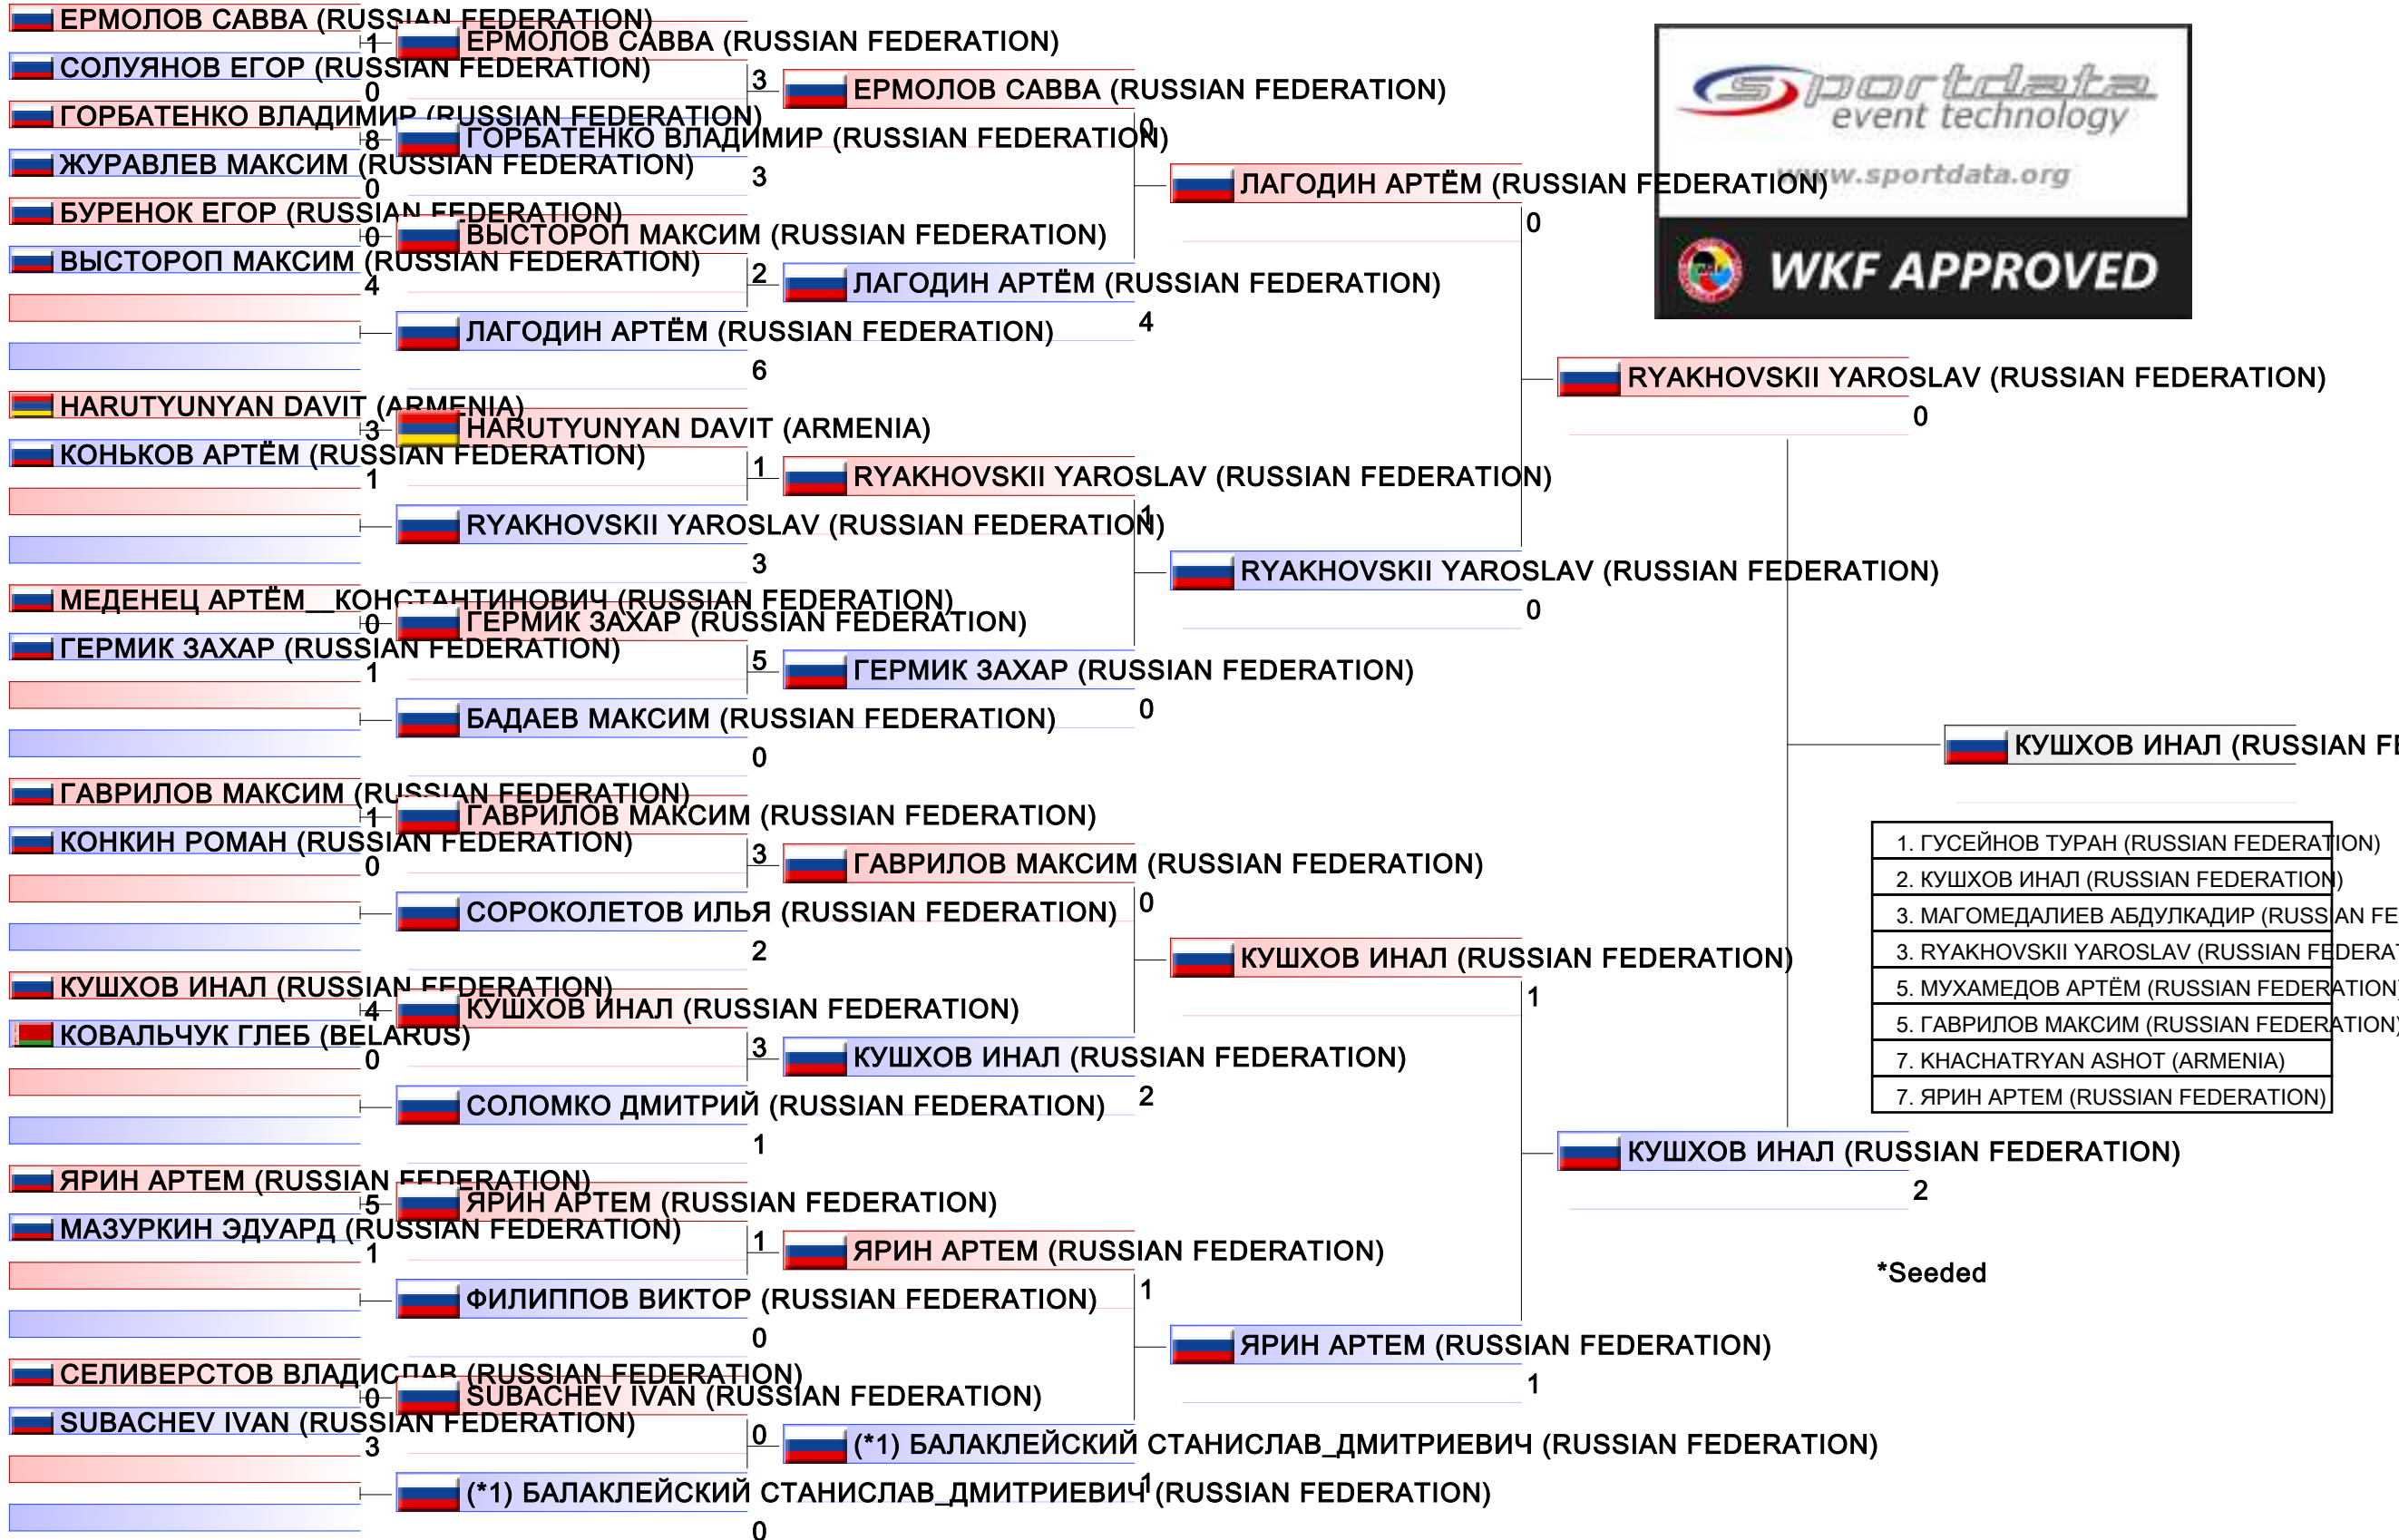 ЕРМОЛОВ САВВА (RUSSIAN FEDERATION)
1
СОЛУЯНОВ ЕГОР (RUSSIAN FEDERATION)
0
ГОРБАТЕНКО ВЛАДИМИР (RUSSIAN FEDERATION)
8
ЖУРАВЛЕВ МАКСИМ (RUSSIAN FEDERATION)
0
БУРЕНОК ЕГОР (RUSSIAN FEDERATION)
0
ВЫСТОРОП МАКСИМ (RUSSIAN FEDERATION)
4
HARUTYUNYAN DAVIT (ARMENIA)
3
КОНЬКОВ АРТЁМ (RUSSIAN FEDERATION)
1
МЕДЕНЕЦ АРТЁМ__КОНСТАНТИНОВИЧ (RUSSIAN FEDERATION)
0
ГЕРМИК ЗАХАР (RUSSIAN FEDERATION)
1
ГАВРИЛОВ МАКСИМ (RUSSIAN FEDERATION)
1
КОНКИН РОМАН (RUSSIAN FEDERATION)
0
КУШХОВ ИНАЛ (RUSSIAN FEDERATION)
4
КОВАЛЬЧУК ГЛЕБ (BELARUS)
0
ЯРИН АРТЕМ (RUSSIAN FEDERATION)
5
МАЗУРКИН ЭДУАРД (RUSSIAN FEDERATION)
1
СЕЛИВЕРСТОВ ВЛАДИСЛАВ (RUSSIAN FEDERATION)
0
SUBACHEV IVAN (RUSSIAN FEDERATION)
3
ЕРМОЛОВ САВВА (RUSSIAN FEDERATION)
3
ГОРБАТЕНКО ВЛАДИМИР (RUSSIAN FEDERATION)
3
ВЫСТОРОП МАКСИМ (RUSSIAN FEDERATION)
2
ЛАГОДИН АРТЁМ (RUSSIAN FEDERATION)
6
HARUTYUNYAN DAVIT (ARMENIA)
1
RYAKHOVSKII YAROSLAV (RUSSIAN FEDERATION)
3
ГЕРМИК ЗАХАР (RUSSIAN FEDERATION)
5
БАДАЕВ МАКСИМ (RUSSIAN FEDERATION)
0
ГАВРИЛОВ МАКСИМ (RUSSIAN FEDERATION)
3
СОРОКОЛЕТОВ ИЛЬЯ (RUSSIAN FEDERATION)
2
КУШХОВ ИНАЛ (RUSSIAN FEDERATION)
3
СОЛОМКО ДМИТРИЙ (RUSSIAN FEDERATION)
1
ЯРИН АРТЕМ (RUSSIAN FEDERATION)
1
ФИЛИППОВ ВИКТОР (RUSSIAN FEDERATION)
0
SUBACHEV IVAN (RUSSIAN FEDERATION)
0
(*1) БАЛАКЛЕЙСКИЙ СТАНИСЛАВ_ДМИТРИЕВИЧ (RUSSIAN FEDERATION)
0
ЕРМОЛОВ САВВА (RUSSIAN FEDERATION)
0
ЛАГОДИН АРТЁМ (RUSSIAN FEDERATION)
4
RYAKHOVSKII YAROSLAV (RUSSIAN FEDERATION)
1
ГЕРМИК ЗАХАР (RUSSIAN FEDERATION)
0
ГАВРИЛОВ МАКСИМ (RUSSIAN FEDERATION)
0
КУШХОВ ИНАЛ (RUSSIAN FEDERATION)
2
ЯРИН АРТЕМ (RUSSIAN FEDERATION)
1
(*1) БАЛАКЛЕЙСКИЙ СТАНИСЛАВ_ДМИТРИЕВИЧ (RUSSIAN FEDERATION)
1
ЛАГОДИН АРТЁМ (RUSSIAN FEDERATION)
0
RYAKHOVSKII YAROSLAV (RUSSIAN FEDERATION)
0
КУШХОВ ИНАЛ (RUSSIAN FEDERATION)
1
ЯРИН АРТЕМ (RUSSIAN FEDERATION)
1
RYAKHOVSKII YAROSLAV (RUSSIAN FEDERATION)
0
КУШХОВ ИНАЛ (RUSSIAN FEDERATION)
2
sportdata
event technology
www.sportdata.org
WKF APPROVED
КУШХОВ ИНАЛ (RUSSIAN FE
1. ГУСЕЙНОВ ТУРАН (RUSSIAN FEDERATION)
2. КУШХОВ ИНАЛ (RUSSIAN FEDERATION)
3. МАГОМЕДАЛИЕВ АБДУЛКАДИР (RUSSIAN FE
3. RYAKHOVSKII YAROSLAV (RUSSIAN FEDERAT
5. МУХАМЕДОВ АРТЁМ (RUSSIAN FEDERATION)
5. ГАВРИЛОВ МАКСИМ (RUSSIAN FEDERATION)
7. KHACHATRYAN ASHOT (ARMENIA)
7. ЯРИН АРТЕМ (RUSSIAN FEDERATION)
*Seeded